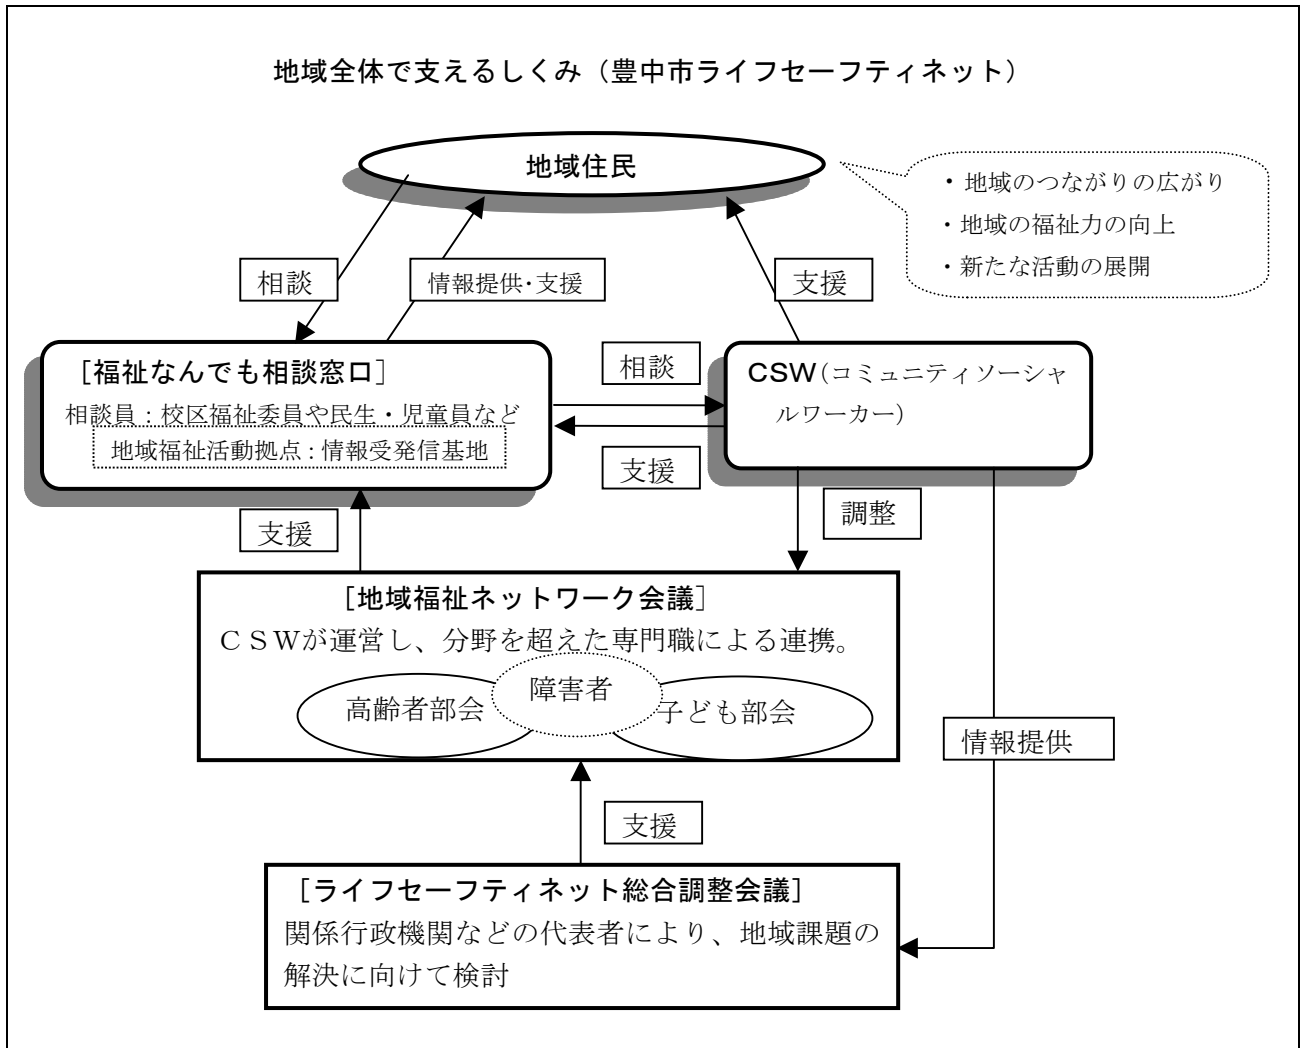 地域全体で支えるしくみ（豊中市ライフセーフティネット）
地域住民
・地域のつながりの広がり
・地域の福祉力の向上
・新たな活動の展開
相談
情報提供・支援
支援
［福祉なんでも相談窓口］
相談員：校区福祉委員や民生・児童員など
地域福祉活動拠点：情報受発信基地
相談
支援
CSW（コミュニティソーシャ
ルワーカー）
支援
調整
［地域福祉ネットワーク会議］
ＣＳＷが運営し、分野を超えた専門職による連携。
高齢者部会
障害者
子ども部会
情報提供
支援
［ライフセーフティネット総合調整会議］
関係行政機関などの代表者により、地域課題の
解決に向けて検討